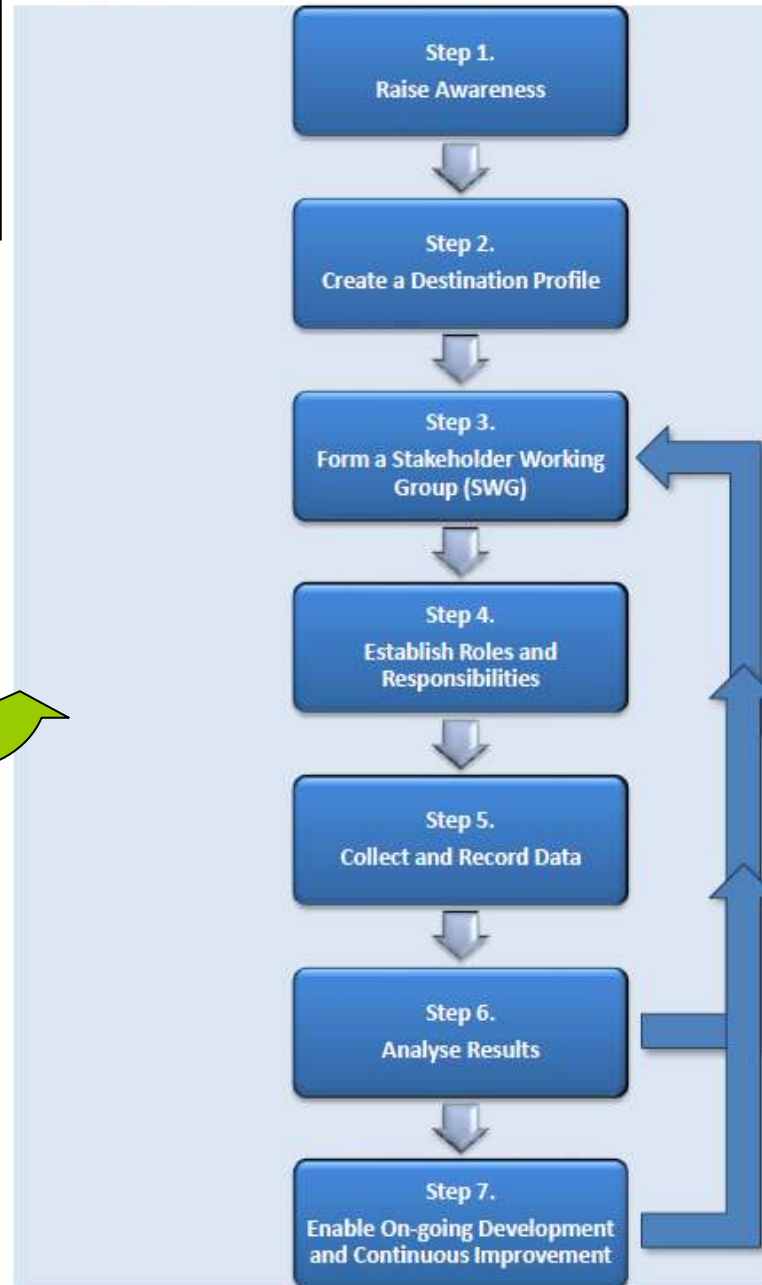 Step 1.
Raise Awareness
Step 2.
Create a Destination Profile
Step 3.
Form a Stakeholder Working
Group (SWG)
Step 4.
Establish Roles and
Responsibilities
Step 5.
Collect and Record Data
Step 6.
Analyse Results
Step 7.
Enable On-going Development
and Continuous Improvement